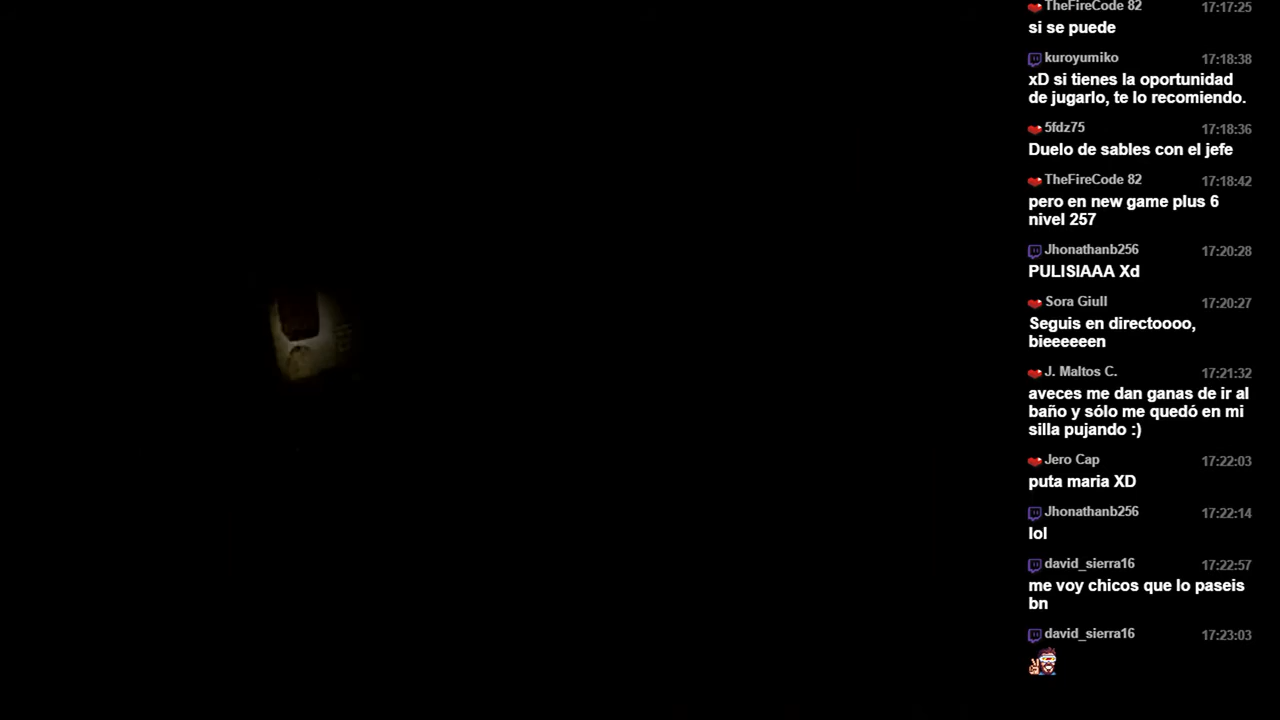 TheFireCode 82 17:17:25
si se puede
kuroyumiko 17:18:38
xD si tienes la oportunidad
de jugarlo, te lo recomiendo.
5fdz75 17:18:36
Duelo de sables con el jefe
TheFireCode 82 17:18:42
pero en new game plus 6
nivel 257
Jhonathanb256 17:20:28
PULISIAAA Xd
Sora Giull 17:20:27
Seguis en directoooo,
bieeeeeen
J. Maltos C. 17:21:32
aveces me dan ganas de ir al
baño y sólo me quedó en mi
silla pujando :)
Jero Cap 17:22:03
puta maria XD
Jhonathanb256 17:22:14
lol
david_sierra16 17:22:57
me voy chicos que lo paseis
bn
david_sierra16 17:23:03